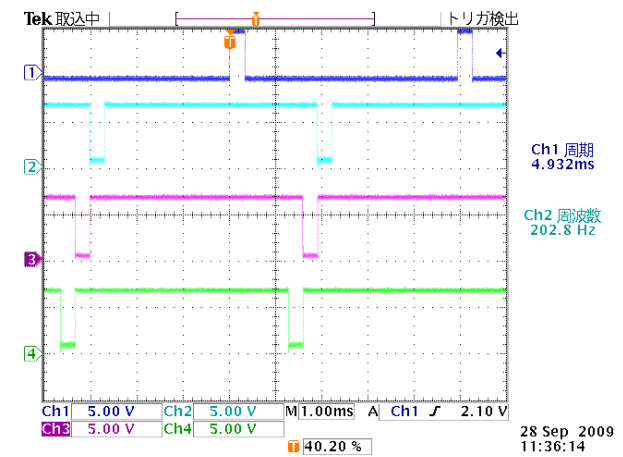 Tek 取込中
トリガ検出
T
T
1
2
3
4
Ch1 周期
4.932ms
Ch2 周波数
202.8 Hz
Ch1 5.00 V Ch2 5.00 V M 1.00ms A Ch1 2.10 V
Ch3 5.00 V Ch4 5.00 V
T 40.20 %
28 Sep 2009
11:36:14